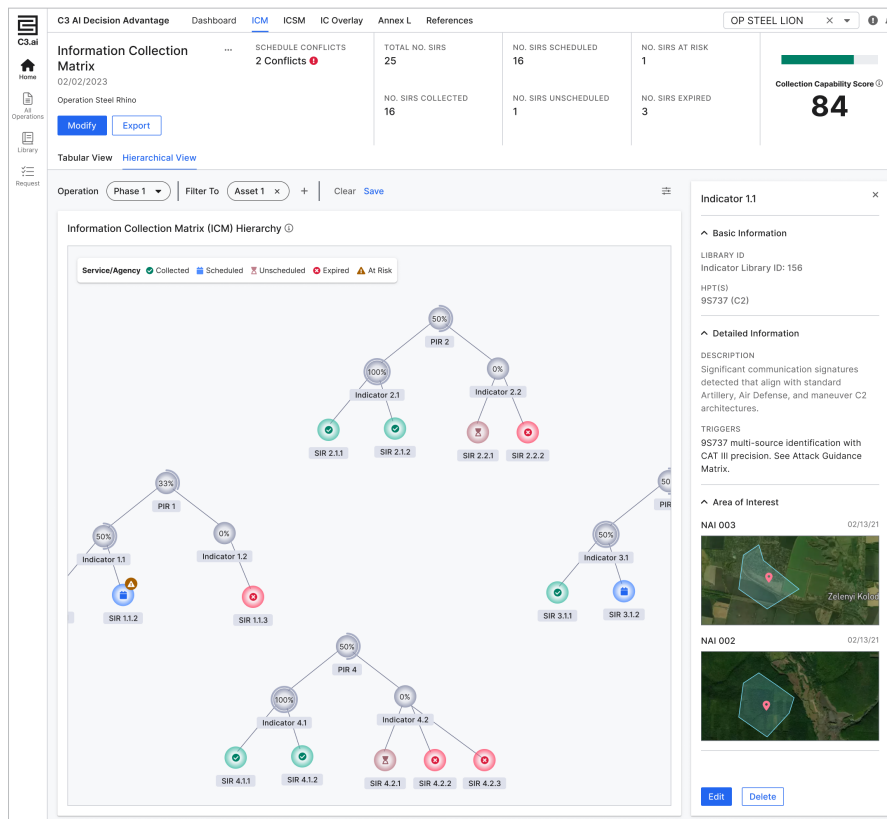 C3.ai
Home
All
Operations
Library
Request
C3 AI Decision Advantage Dashboard ICM ICSM IC Overlay Annex L References
OP STEEL LION
Information Collection
Matrix
02/02/2023
Operation Steel Rhino
Modify Export
SCHEDULE CONFLICTS
2 Conflicts
TOTAL NO. SIRS
25
NO. SIRS SCHEDULED
16
NO. SIRS AT RISK
1
NO. SIRS COLLECTED
16
NO. SIRS UNSCHEDULED
1
NO. SIRS EXPIRED
3
Collection Capability Score
84
Tabular View Hierarchical View
Operation Phase 1 Filter To Asset 1 × + Clear Save
Information Collection Matrix (ICM) Hierarchy
Service/Agency Collected Scheduled Unscheduled Expired At Risk
50%
PIR 2
100%
0%
Indicator 2.1
Indicator 2.2
SIR 2.1.1
SIR 2.1.2
SIR 2.2.1
SIR 2.2.2
33%
PIR 1
50%
0%
Indicator 1.1
Indicator 1.2
SIR 1.1.2
SIR 1.1.3
50
PIR
50%
Indicator 3.1
SIR 3.1.1
SIR 3.1.2
50%
PIR 4
100%
0%
Indicator 4.1
Indicator 4.2
SIR 4.1.1
SIR 4.1.2
SIR 4.2.1
SIR 4.2.2
SIR 4.2.3
Indicator 1.1
Basic Information
LIBRARY ID
Indicator Library ID: 156
HPT(S)
9S737 (C2)
Detailed Information
DESCRIPTION
Significant communication signatures
detected that align with standard
Artillery, Air Defense, and maneuver C2
architectures.
TRIGGERS
9S737 multi-source identification with
CAT III precision. See Attack Guidance
Matrix.
Area of Interest
NAI 003 02/13/21
Zelenyi Kolod
NAI 002 02/13/21
Edit Delete